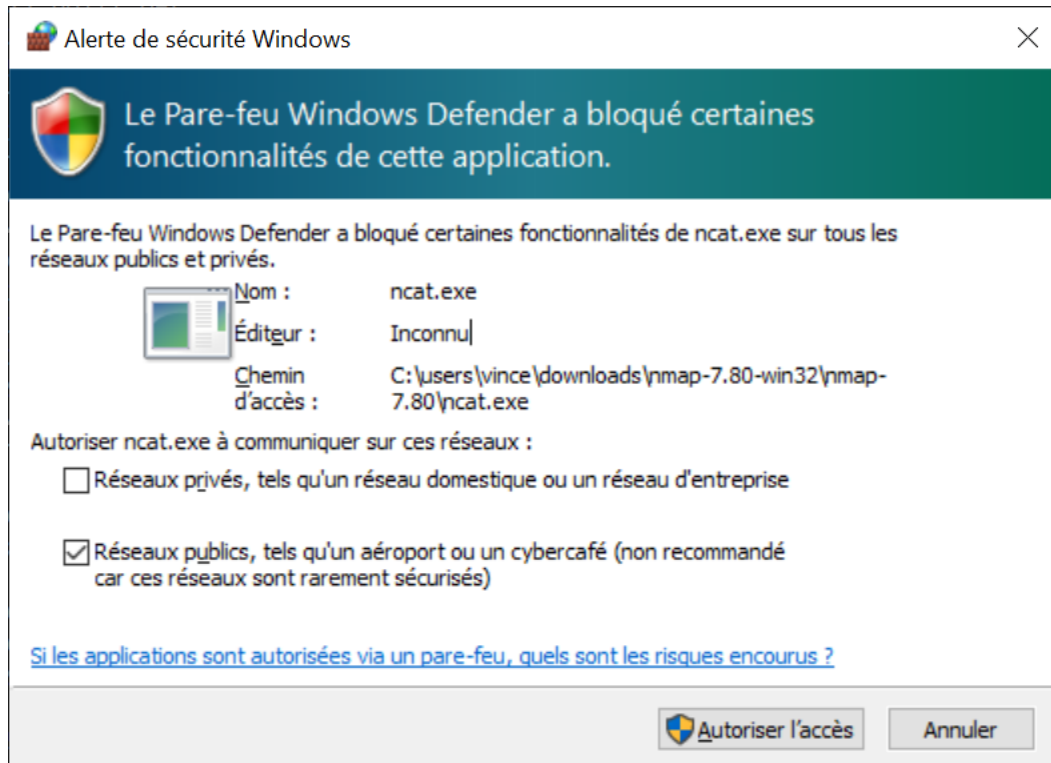 Alerte de sécurité Windows
Le Pare-feu Windows Defender a bloqué certaines
fonctionnalités de cette application.
Le Pare-feu Windows Defender a bloqué certaines fonctionnalités de ncat.exe sur tous les
réseaux publics et privés.
Nom : ncat.exe
Éditeur : Inconnu
Chemin C:\users\vince\downloads\nmap-7.80-win32\nmap-
d'accès : 7.80\ncat.exe
Autoriser ncat.exe à communiquer sur ces réseaux :
Réseaux privés, tels qu'un réseau domestique ou un réseau d'entreprise
Réseaux publics, tels qu'un aéroport ou un cybercafé (non recommandé
car ces réseaux sont rarement sécurisés)
Si les applications sont autorisées via un pare-feu, quels sont les risques encourus ?
Autoriser l'accès Annuler